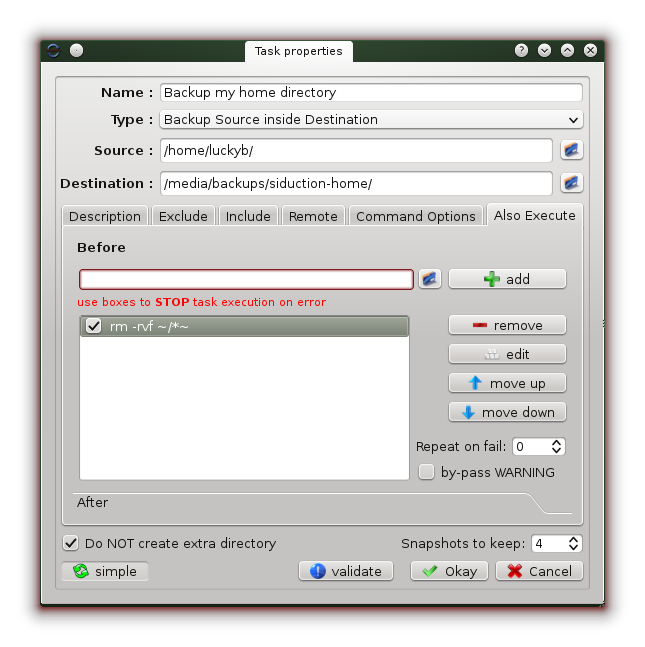 Task properties
Name : Backup my home directory
Type : Backup Source inside Destination
Source : /home/luckyb/
Destination : /media/backups/siduction-home/
Description Exclude Include Remote Command Options Also Execute
Before
add
use boxes to STOP task execution on error
rm -rvf ~/*~
remove
edit
move up
move down
Repeat on fail: 0
by-pass WARNING
After
Do NOT create extra directory Snapshots to keep: 4
simple validate Okay Cancel